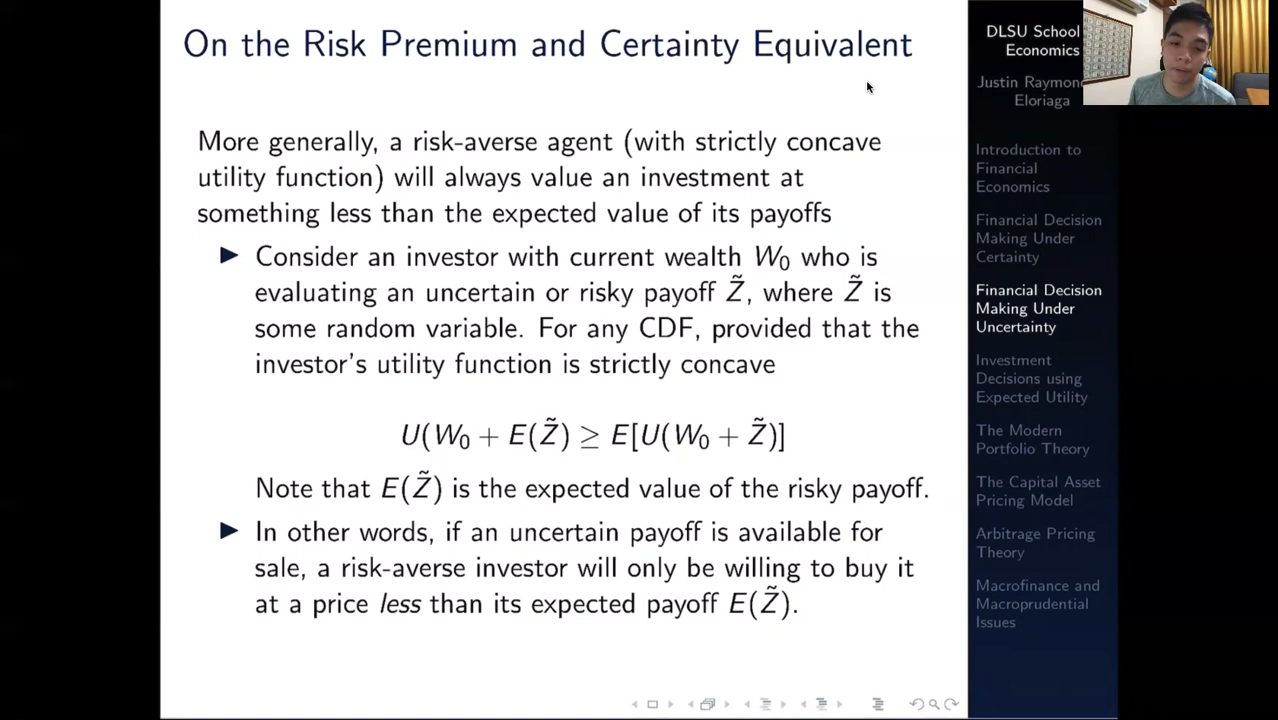 On the Risk Premium and Certainty Equivalent
More generally, a risk-averse agent (with strictly concave
utility function) will always value an investment at
something less than the expected value of its payoffs
▶ Consider an investor with current wealth W₀ who is
evaluating an uncertain or risky payoff Z̃, where Z̃ is
some random variable. For any CDF, provided that the
investor's utility function is strictly concave
U(W₀ + E(Z̃) ≥ E[U(W₀ + Z̃)]
Note that E(Z̃) is the expected value of the risky payoff.
▶ In other words, if an uncertain payoff is available for
sale, a risk-averse investor will only be willing to buy it
at a price less than its expected payoff E(Z̃).
DLSU School
Economics
Justin Raymon
Eloriaga
Introduction to
Financial
Economics
Financial Decision
Making Under
Certainty
Financial Decision
Making Under
Uncertainty
Investment
Decisions using
Expected Utility
The Modern
Portfolio Theory
The Capital Asset
Pricing Model
Arbitrage Pricing
Theory
Macrofinance and
Macroprudential
Issues